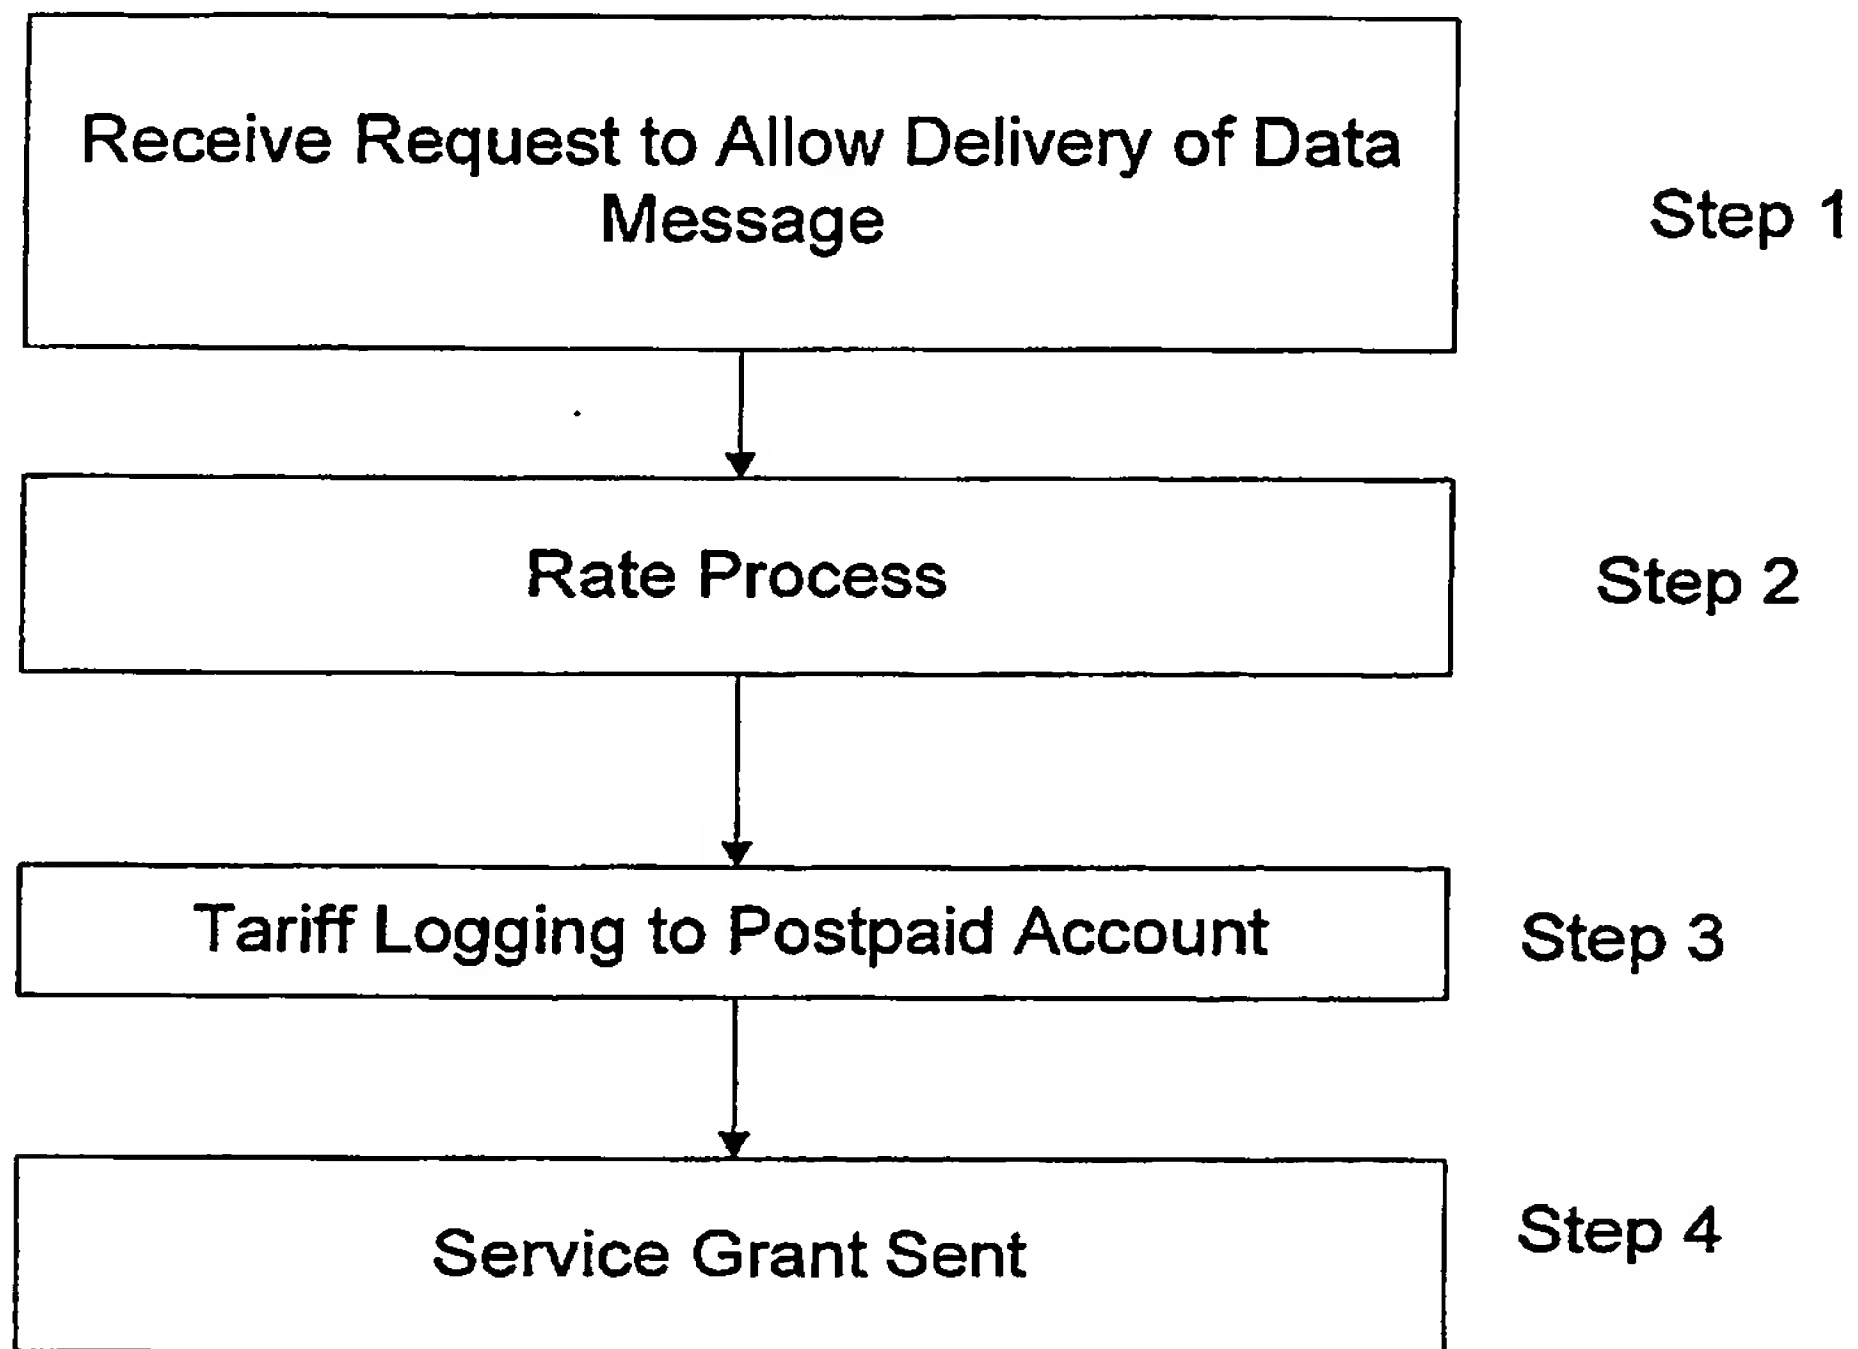 Receive Request to Allow Delivery of Data
Message
Step 1
Rate Process
Step 2
Tariff Logging to Postpaid Account
Step 3
Service Grant Sent
Step 4